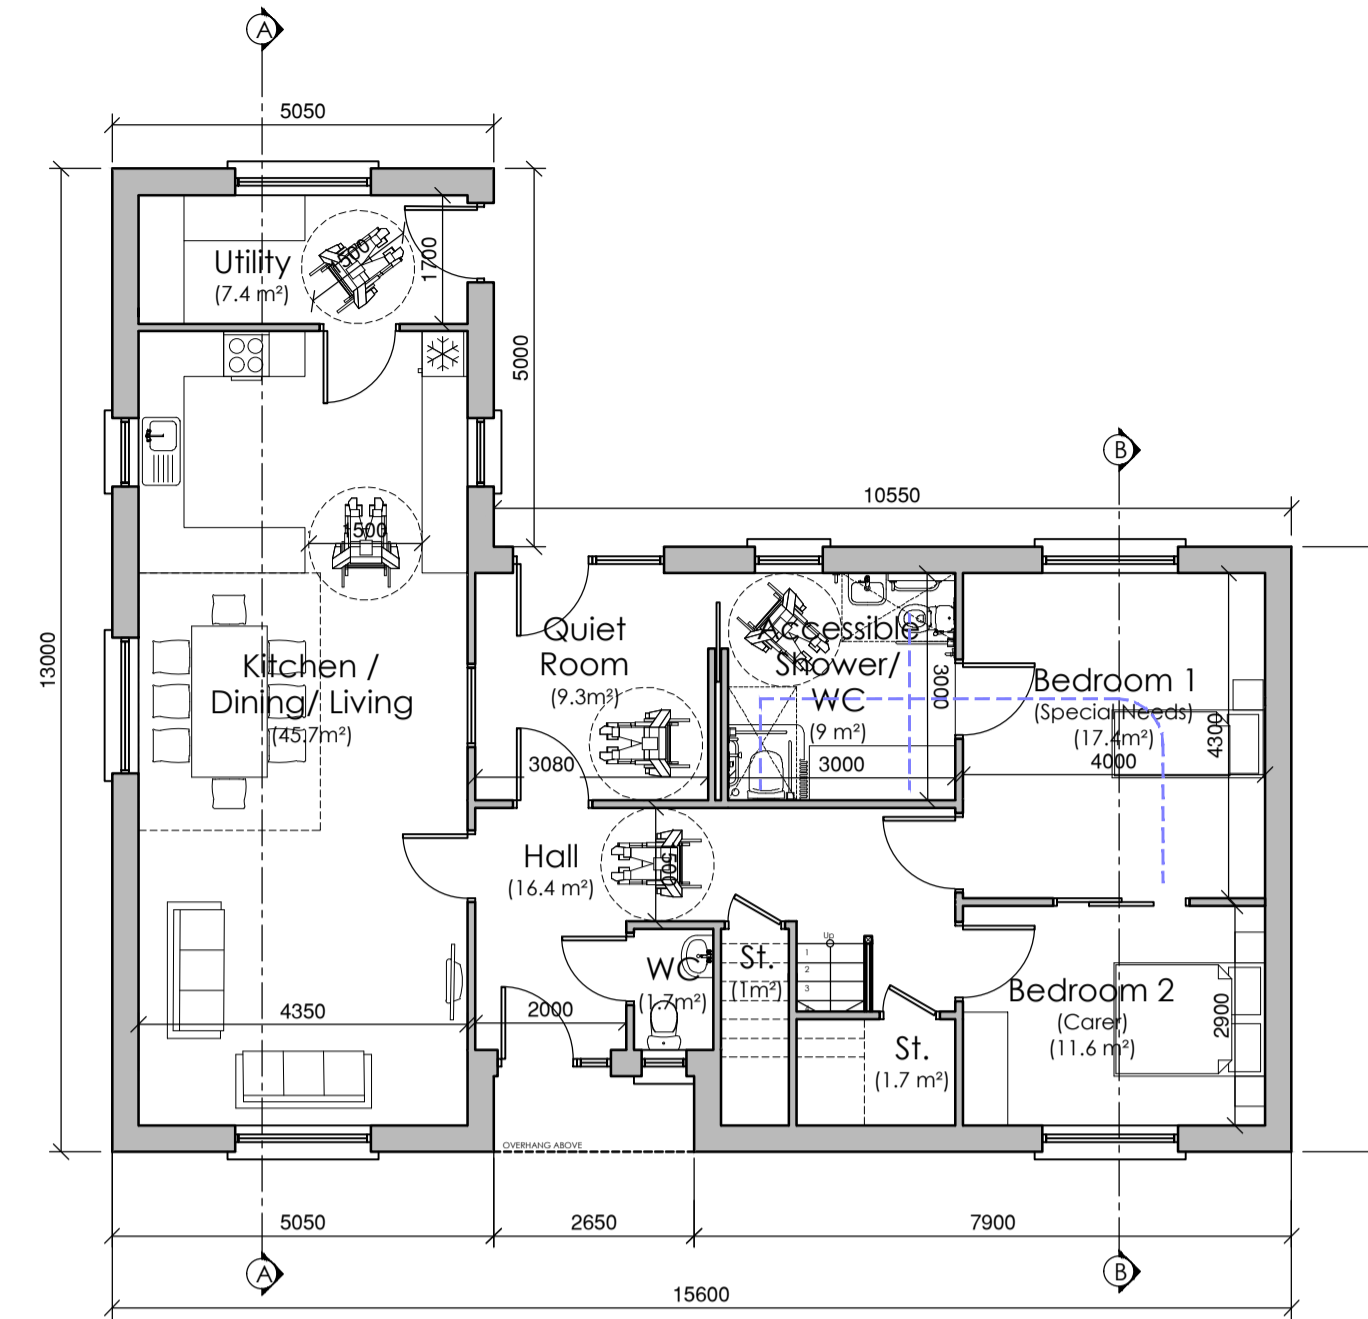 A
5050
Utility
(7.4 m²)
1700
5000
B
10550
1500
13000
Quiet
Room
(9.3m²)
Accessible
Shower/
WC
(9 m²)
3000
Kitchen /
Dining/ Living
(45.7m²)
Bedroom 1
(Special Needs)
(17.4m²)
4300
3080
3000
4000
Hall
(16.4 m²)
Up
1
2
3
WC
(1.7m²)
St.
(1m²)
Bedroom 2
(Carer)
(11.6 m²)
2900
4350
2000
St.
(1.7 m²)
OVERHANG ABOVE
5050
2650
7900
A
B
15600